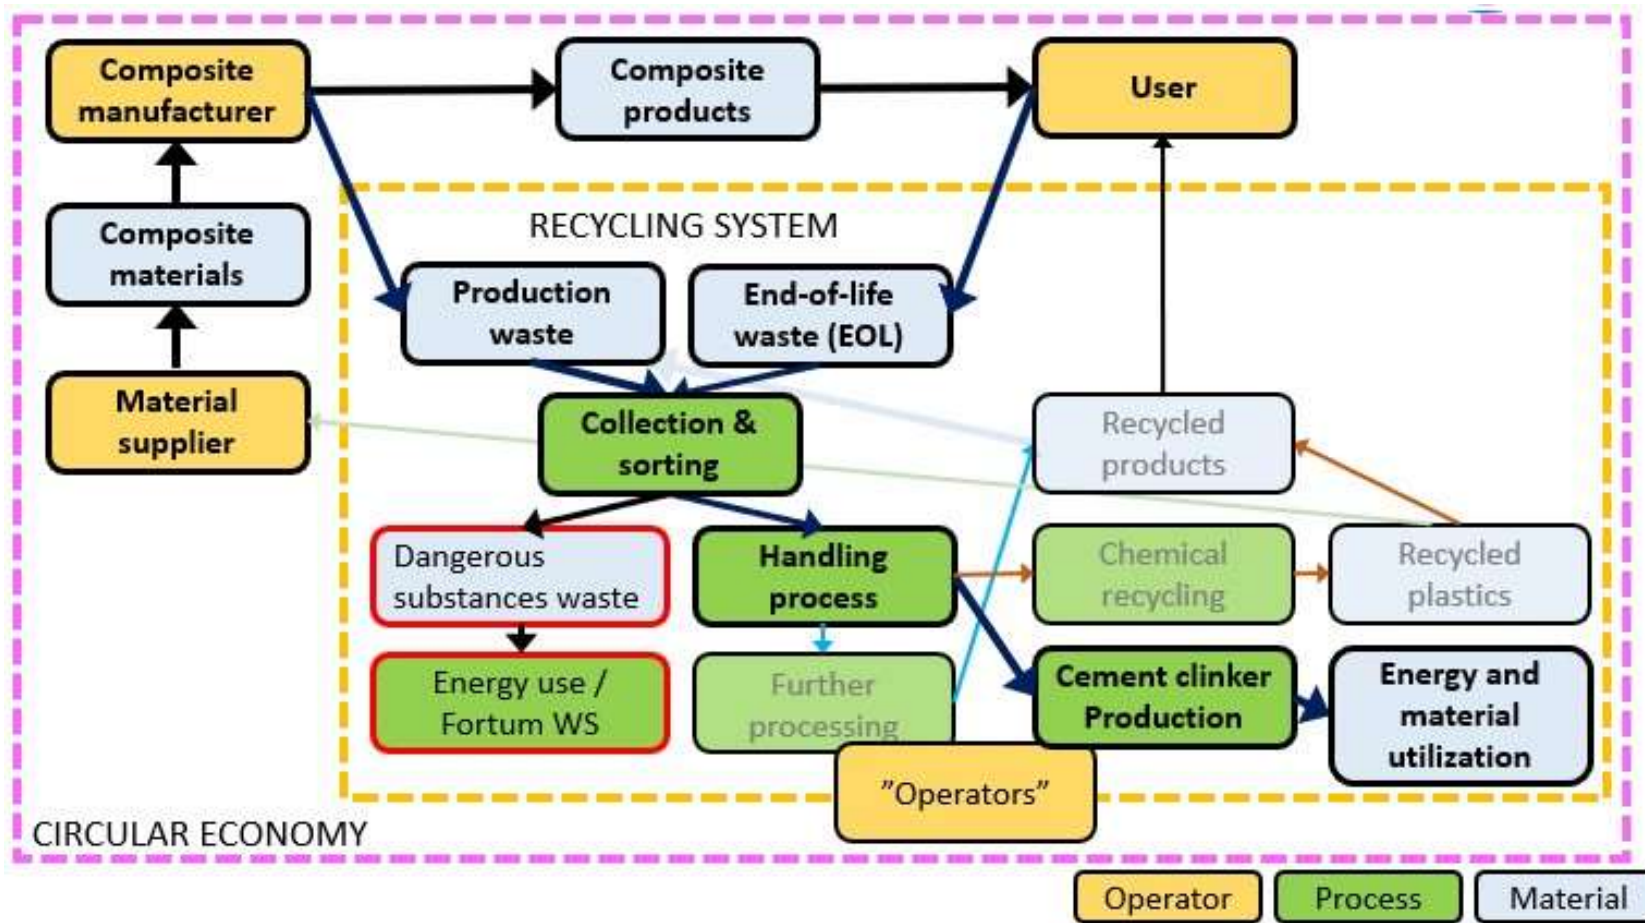 Composite
manufacturer
Composite
products
User
Composite
materials
RECYCLING SYSTEM
Production
waste
End-of-life
waste (EOL)
Material
supplier
Collection &
sorting
Recycled
products
Dangerous
substances waste
Handling
process
Chemical
recycling
Recycled
plastics
Energy use /
Fortum WS
Further
processing
Cement clinker
Production
Energy and
material
utilization
”Operators”
CIRCULAR ECONOMY
Operator
Process
Material